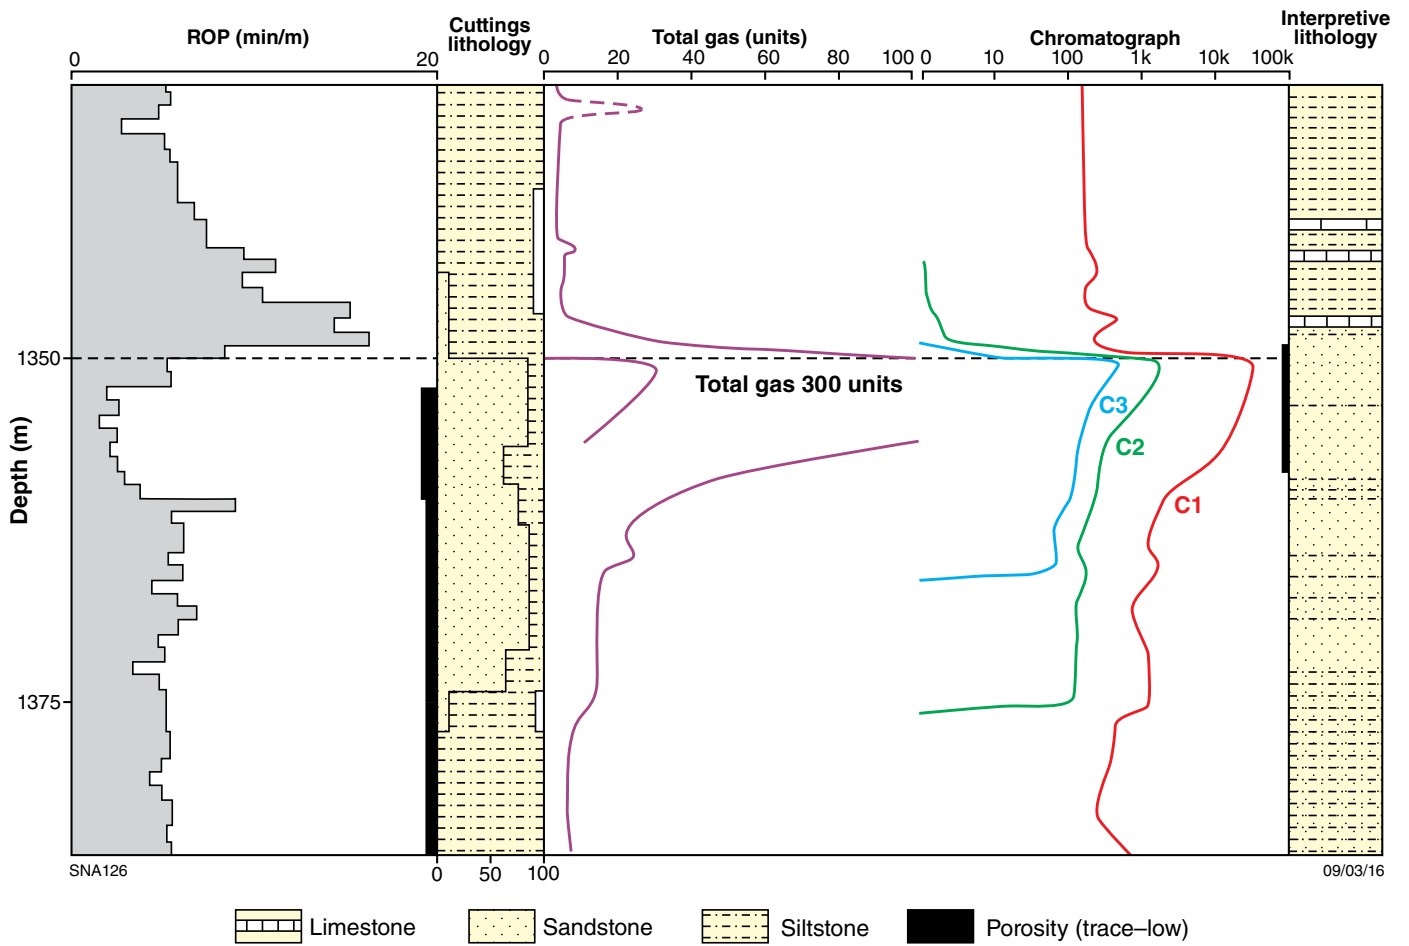 ROP (min/m)
0
20
Cuttings
lithology
Total gas (units)
0
20
40
60
80
100
Chromatograph
0
10
100
1k
10k
100k
Interpretive
lithology
1350
Total gas 300 units
C3
C2
C1
Depth (m)
1375
SNA126
0
50
100
09/03/16
Limestone
Sandstone
Siltstone
Porosity (trace–low)